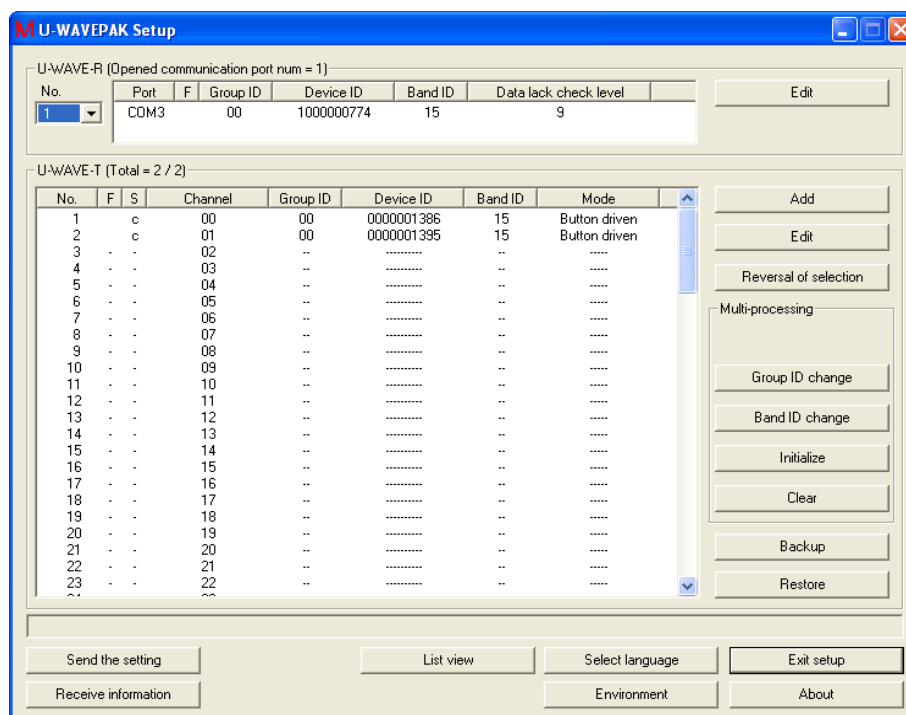 U-WAVEPAK Setup
U-WAVE-R (Opened communication port num = 1)
No. Port F Group ID Device ID Band ID Data lack check level Edit
1 COM3 00 1000000774 15 9
U-WAVE-T (Total = 2 / 2)
No. F S Channel Group ID Device ID Band ID Mode Add
1 c 00 00 0000001386 15 Button driven
2 c 01 00 0000001395 15 Button driven Edit
3 - - 02 -- --------- -- -----
4 - - 03 -- --------- -- ----- Reversal of selection
5 - - 04 -- --------- -- -----
6 - - 05 -- --------- -- ----- Multi-processing
7 - - 06 -- --------- -- -----
8 - - 07 -- --------- -- -----
9 - - 08 -- --------- -- -----
10 - - 09 -- --------- -- ----- Group ID change
11 - - 10 -- --------- -- -----
12 - - 11 -- --------- -- -----
13 - - 12 -- --------- -- ----- Band ID change
14 - - 13 -- --------- -- -----
15 - - 14 -- --------- -- ----- Initialize
16 - - 15 -- --------- -- -----
17 - - 16 -- --------- -- -----
18 - - 17 -- --------- -- ----- Clear
19 - - 18 -- --------- -- -----
20 - - 19 -- --------- -- -----
21 - - 20 -- --------- -- ----- Backup
22 - - 21 -- --------- -- -----
23 - - 22 -- --------- -- ----- Restore
Send the setting List view Select language Exit setup
Receive information Environment About